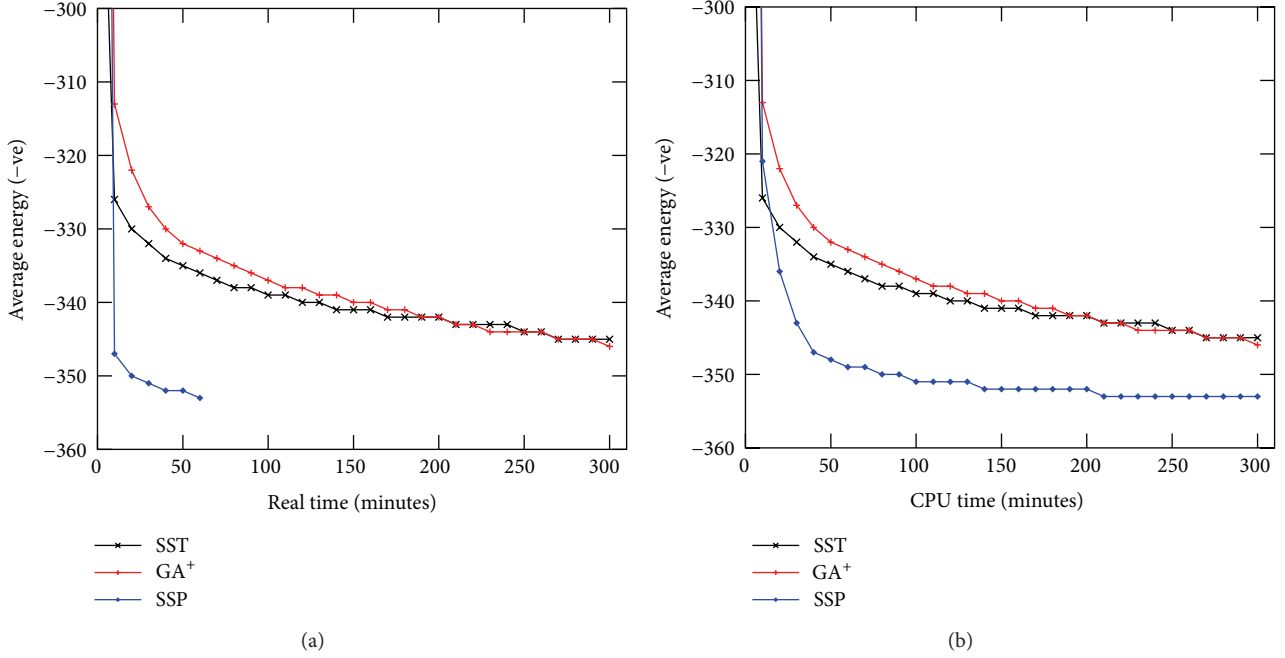 −300
−310
−320
−330
−340
−350
−360
Average energy (−ve)
0 50 100 150 200 250 300
Real time (minutes)
SST
GA+
SSP
(a)
−300
−310
−320
−330
−340
−350
−360
Average energy (−ve)
0 50 100 150 200 250 300
CPU time (minutes)
SST
GA+
SSP
(b)